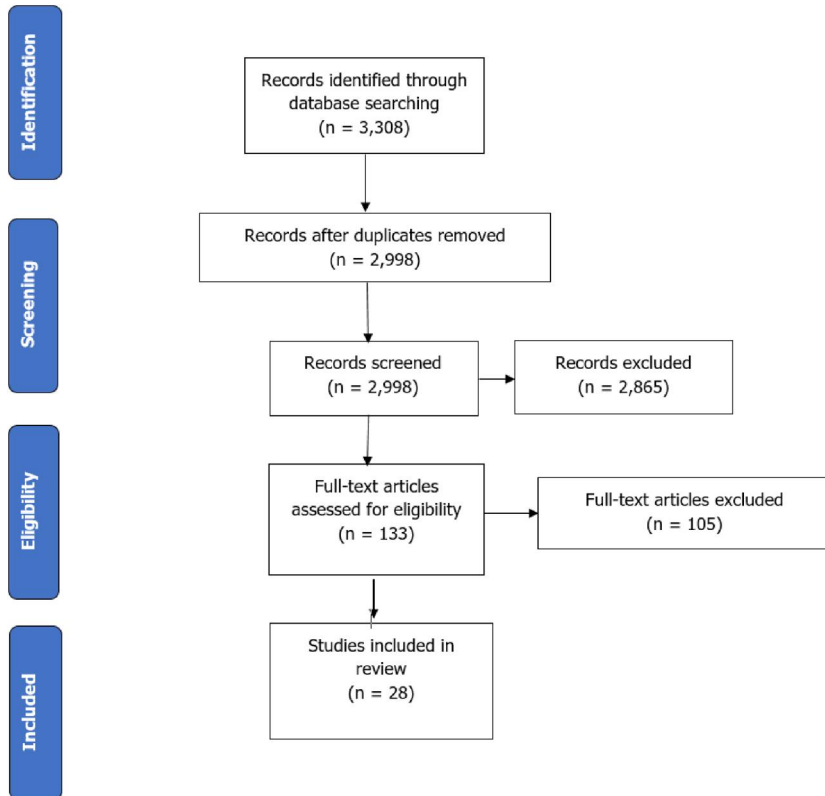 Identification
Records identified through
database searching
(n = 3,308)
Screening
Records after duplicates removed
(n = 2,998)
Records screened
(n = 2,998)
Records excluded
(n = 2,865)
Eligibility
Full-text articles
assessed for eligibility
(n = 133)
Full-text articles excluded
(n = 105)
Included
Studies included in
review
(n = 28)